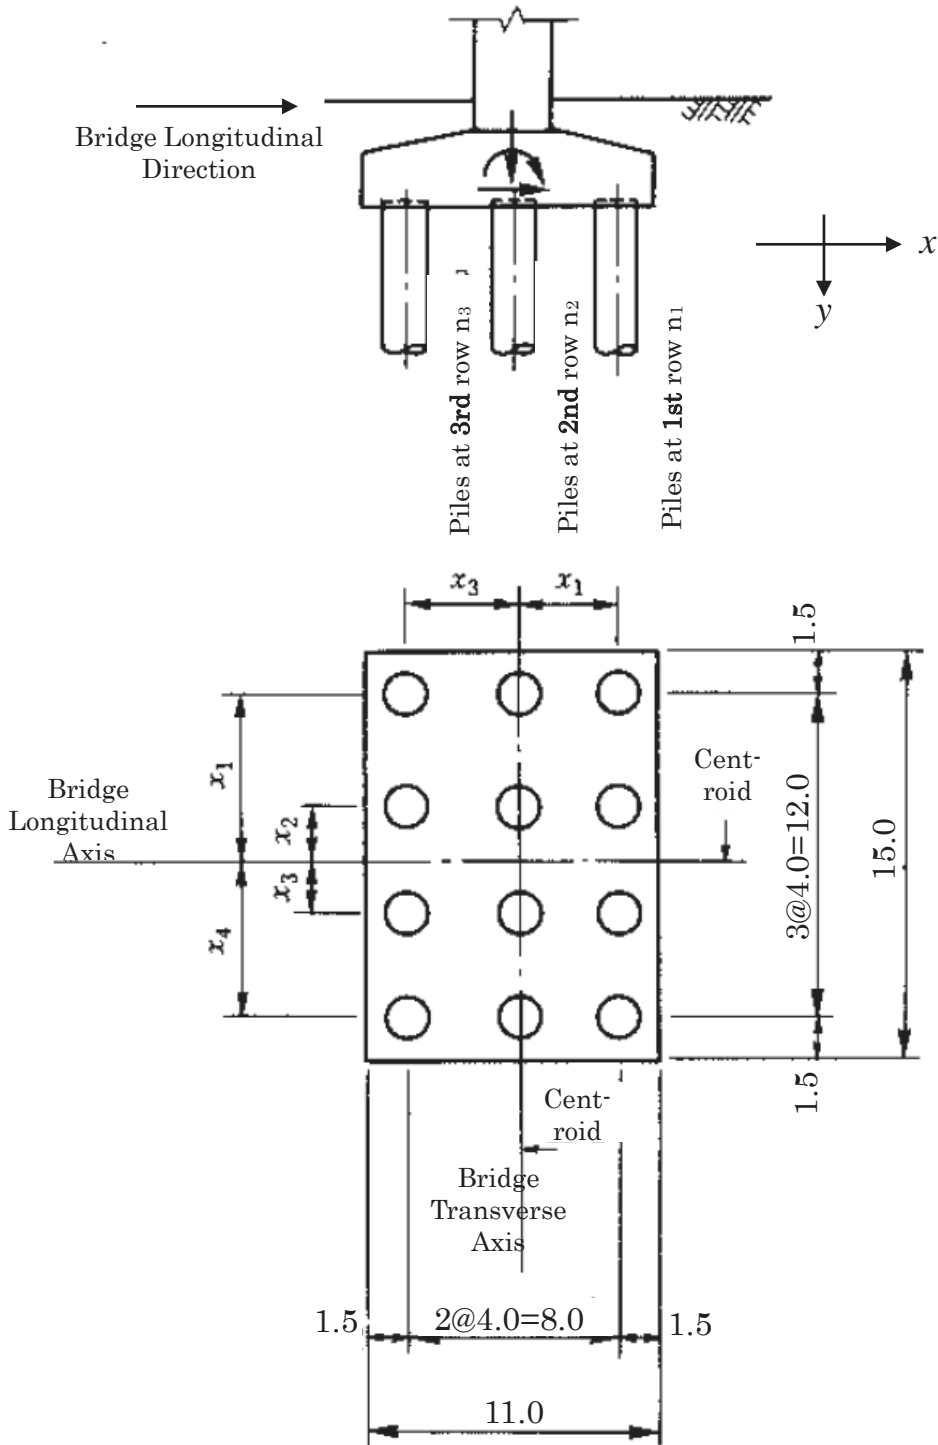 Bridge Longitudinal
Direction
x
y
Piles at 3rd row n3
Piles at 2nd row n2
Piles at 1st row n1
x3
x1
1.5
x1
x2
Cent-
roid
Bridge
Longitudinal
Axis
3@4.0=12.0
15.0
x3
x4
1.5
Cent-
roid
Bridge
Transverse
Axis
1.5
2@4.0=8.0
1.5
11.0